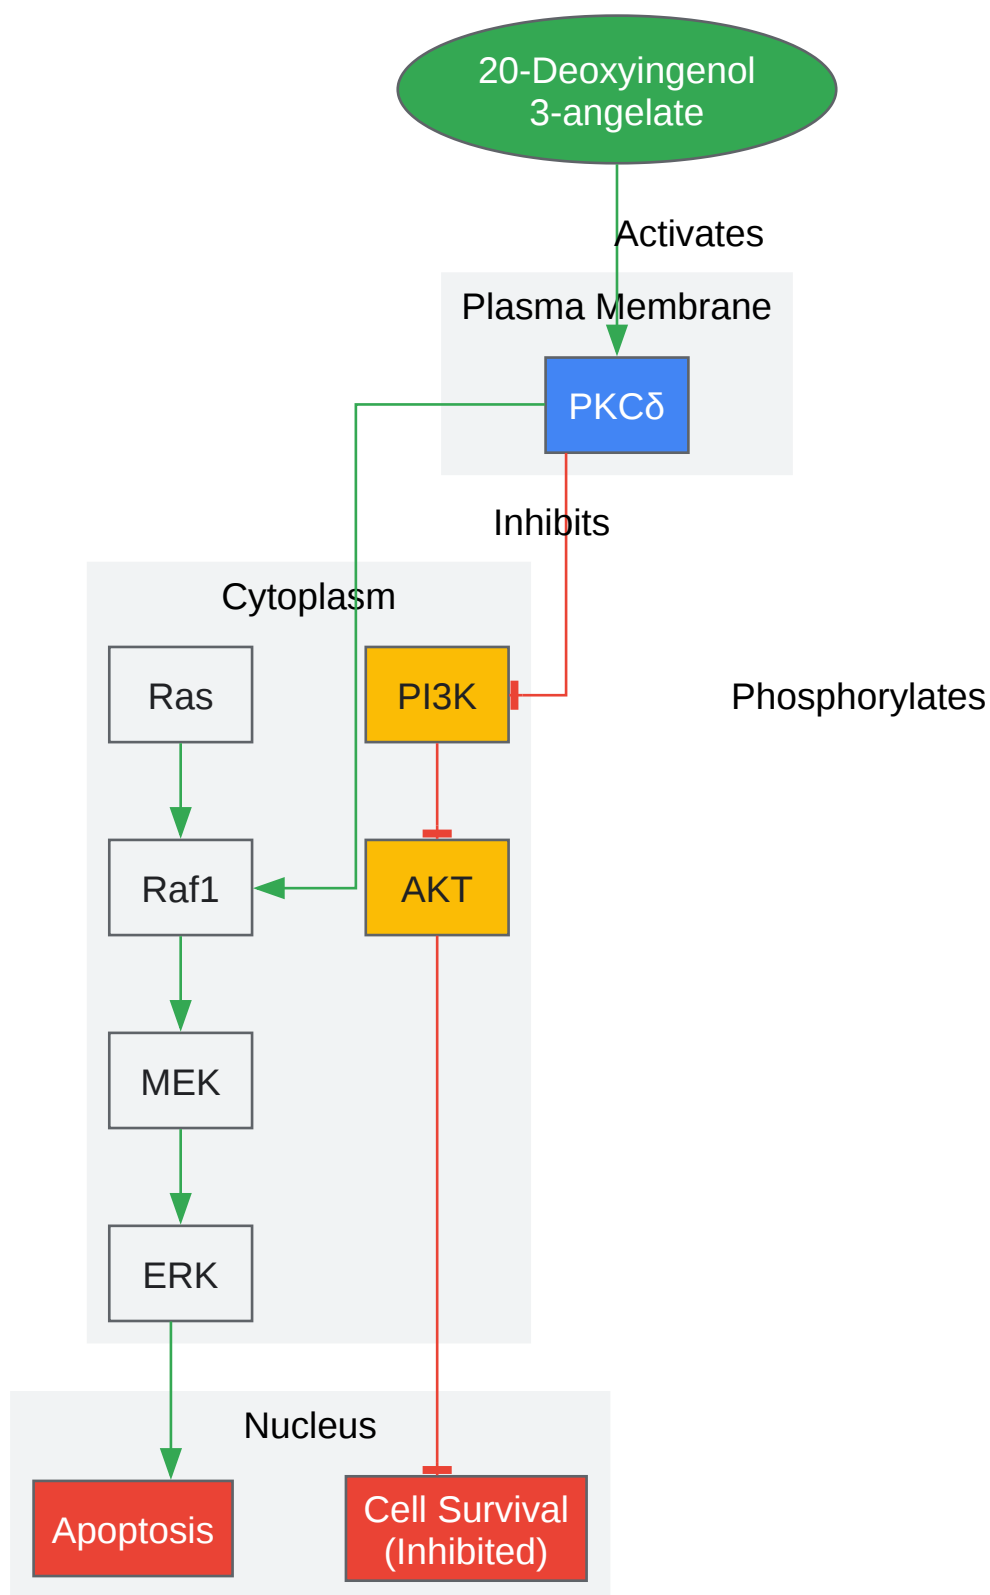 20-Deoxyingenol
3-angelate
Activates
Plasma Membrane
PKCδ
Inhibits
Cytoplasm
Ras
PI3K
Phosphorylates
Raf1
AKT
MEK
ERK
Nucleus
Apoptosis
Cell Survival
(Inhibited)